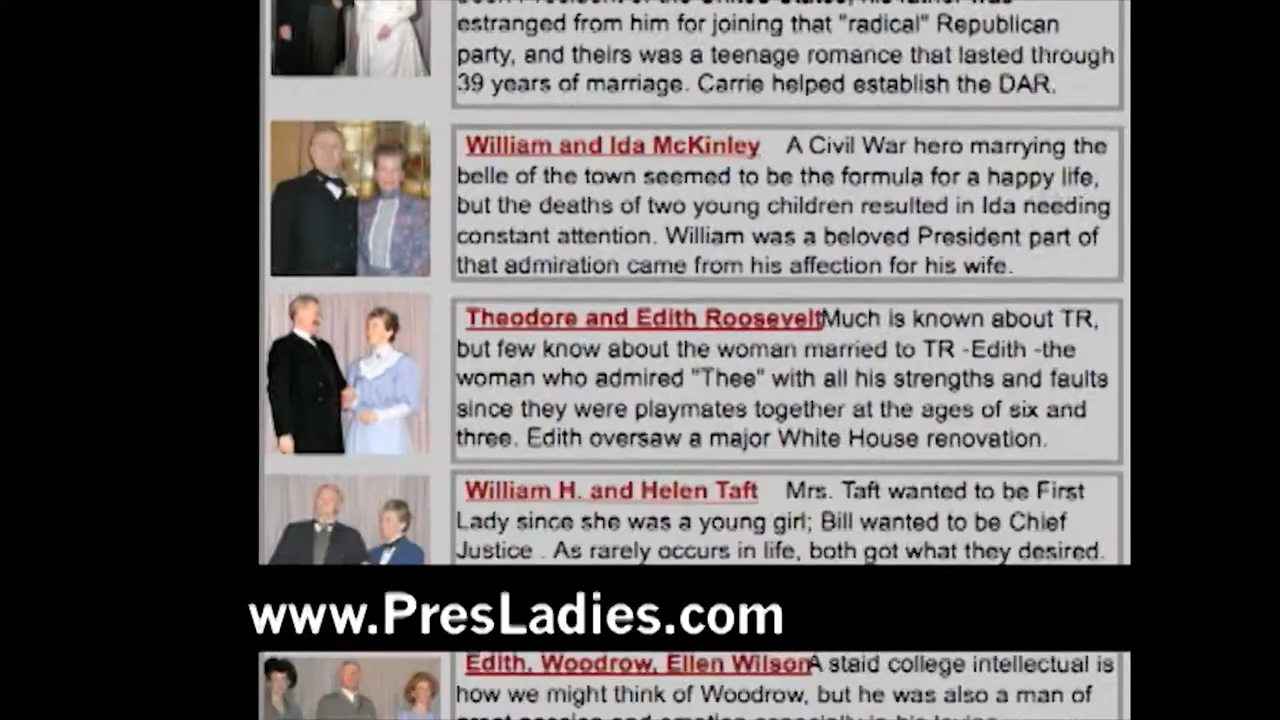 estranged from him for joining that "radical" Republican
party, and theirs was a teenage romance that lasted through
39 years of marriage. Carrie helped establish the DAR.
William and Ida McKinley A Civil War hero marrying the
belle of the town seemed to be the formula for a happy life,
but the deaths of two young children resulted in Ida needing
constant attention. William was a beloved President part of
that admiration came from his affection for his wife.
Theodore and Edith Roosevelt Much is known about TR,
but few know about the woman married to TR -Edith -the
woman who admired "Thee" with all his strengths and faults
since they were playmates together at the ages of six and
three. Edith oversaw a major White House renovation.
William H. and Helen Taft Mrs. Taft wanted to be First
Lady since she was a young girl; Bill wanted to be Chief
Justice . As rarely occurs in life, both got what they desired.
www.PresLadies.com
Edith, Woodrow, Ellen Wilson A staid college intellectual is
how we might think of Woodrow, but he was also a man of